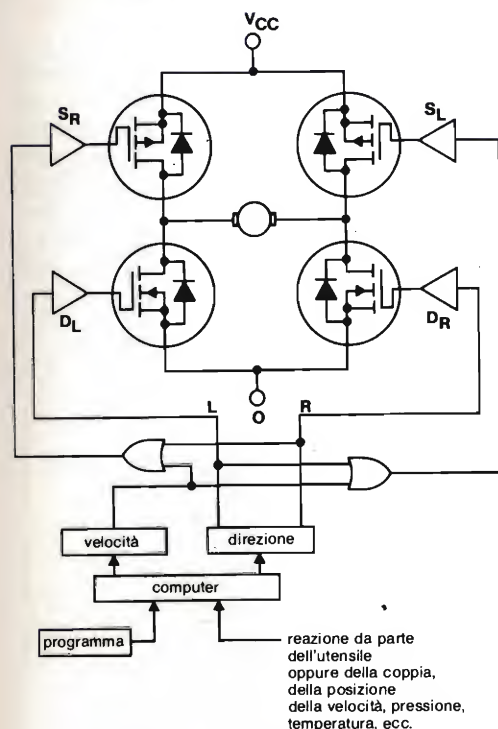 VCC
SR
SL
DL
DR
L
R
O
velocità
direzione
computer
programma
reazione da parte
dell'utensile
oppure della coppia,
della posizione
della velocità, pressione,
temperatura, ecc.